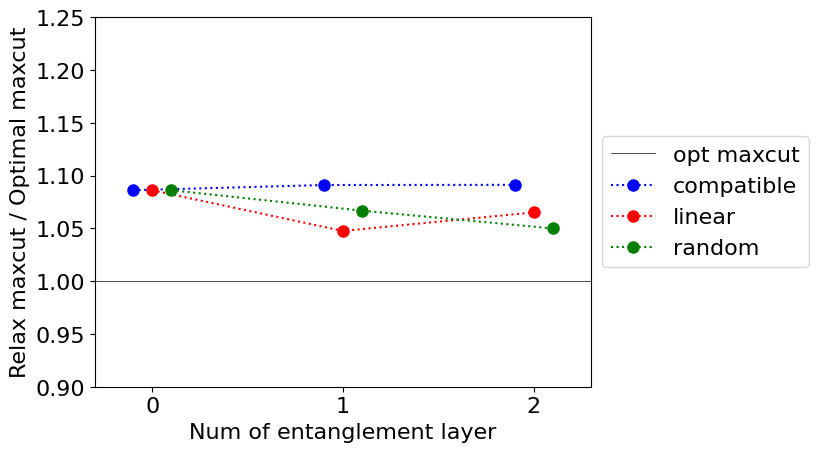 Relax maxcut / Optimal maxcut
1.25
1.20
1.15
1.10
1.05
1.00
0.95
0.90
0
1
2
Num of entanglement layer
opt maxcut
compatible
linear
random